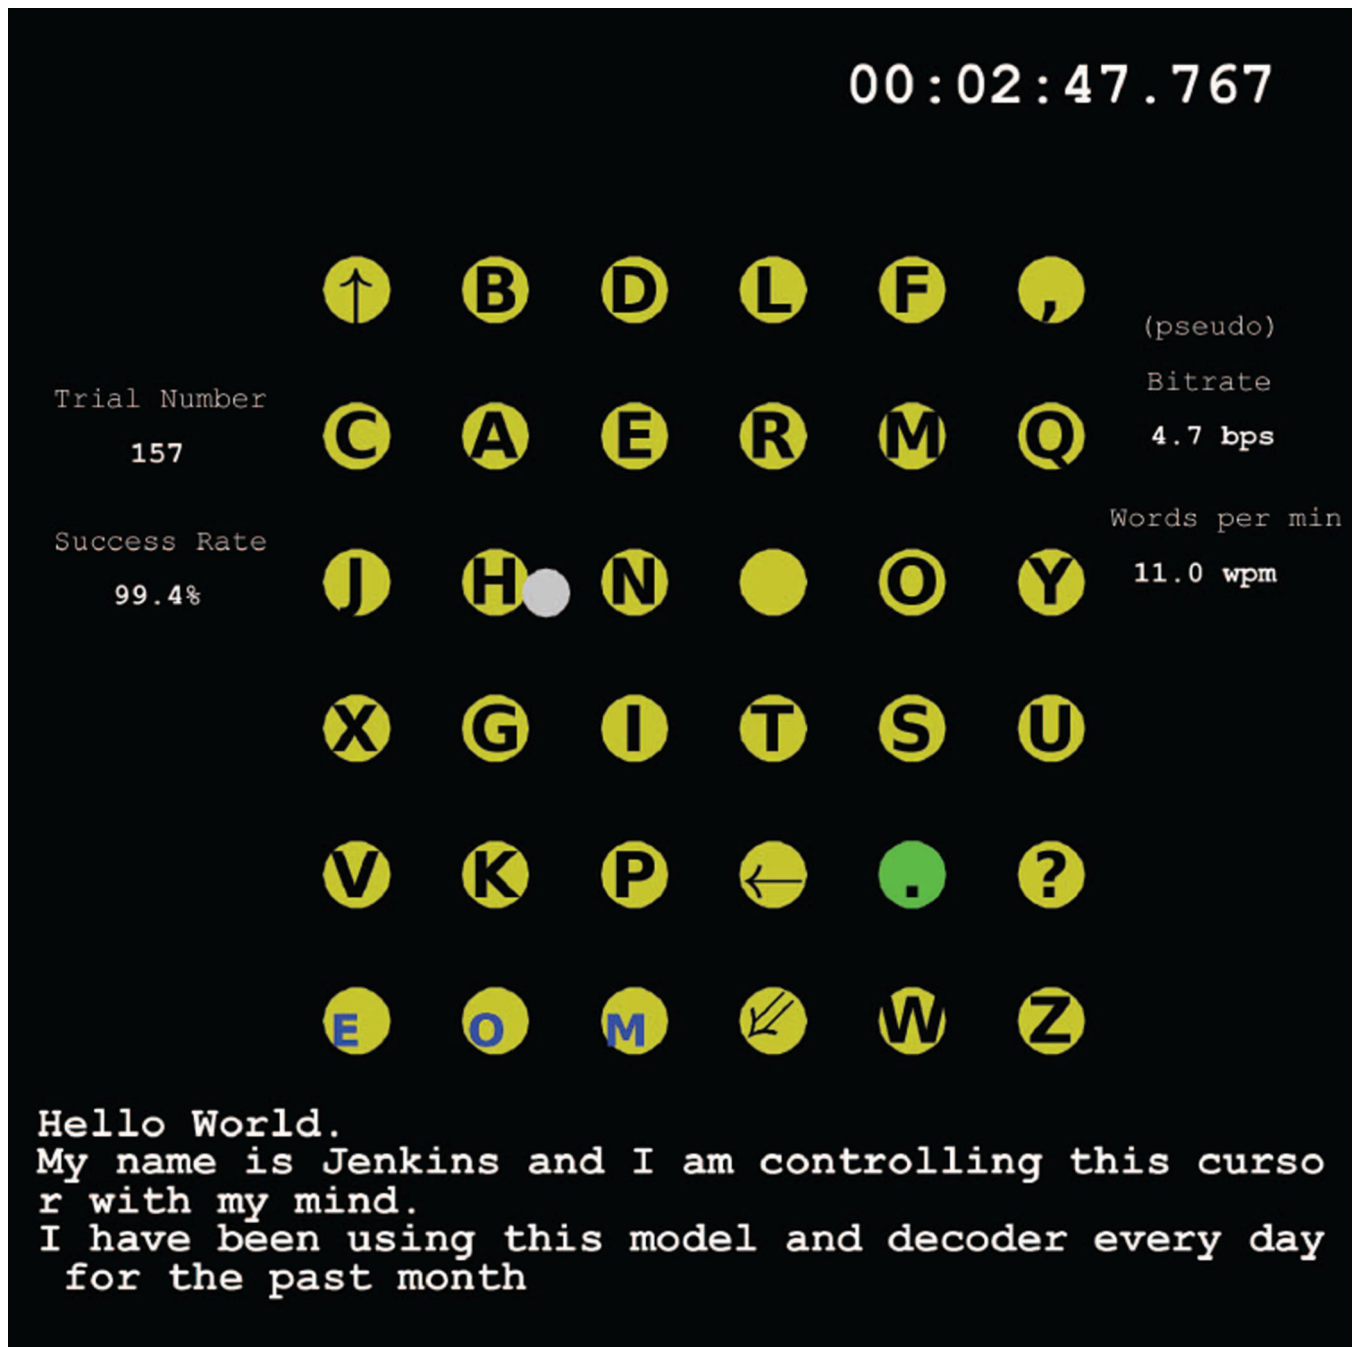 00:02:47.767
↑ B D L F ,
(pseudo)
Bitrate
4.7 bps
Trial Number
157
C A E R M Q
Words per min
11.0 wpm
Success Rate
99.4%
J H N O Y
X G I T S U
V K P ← . ?
E O M ⇙ W Z
Hello World.
My name is Jenkins and I am controlling this curso
r with my mind.
I have been using this model and decoder every day
 for the past month